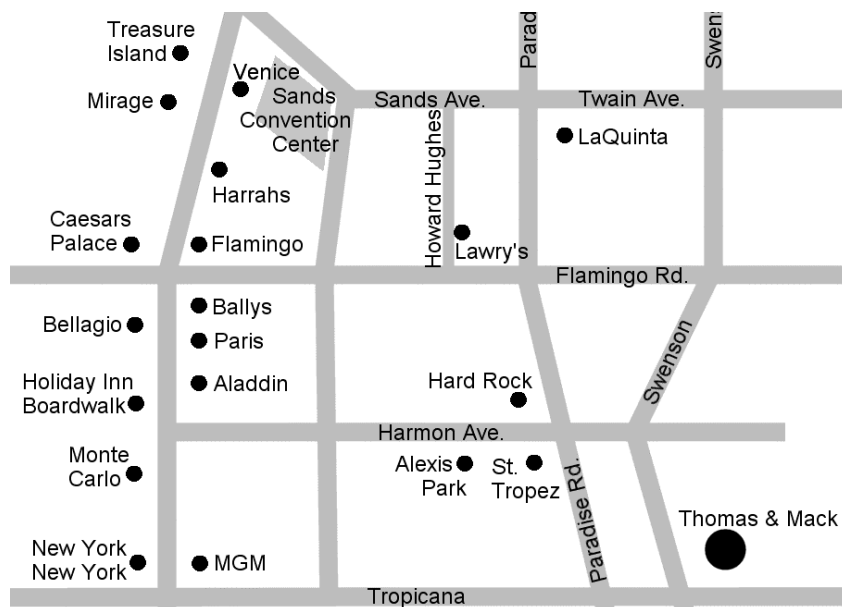 Treasure
Island
Parad
Swen
Venice
Mirage
Sands
Convention
Center
Sands Ave.
Twain Ave.
LaQuinta
Howard Hughes
Harrahs
Caesars
Palace
Flamingo
Lawry's
Flamingo Rd.
Ballys
Bellagio
Paris
Swenson
Holiday Inn
Boardwalk
Aladdin
Hard Rock
Harmon Ave.
Monte
Carlo
Alexis
Park
St.
Tropez
Paradise Rd.
Thomas & Mack
New York
New York
MGM
Tropicana